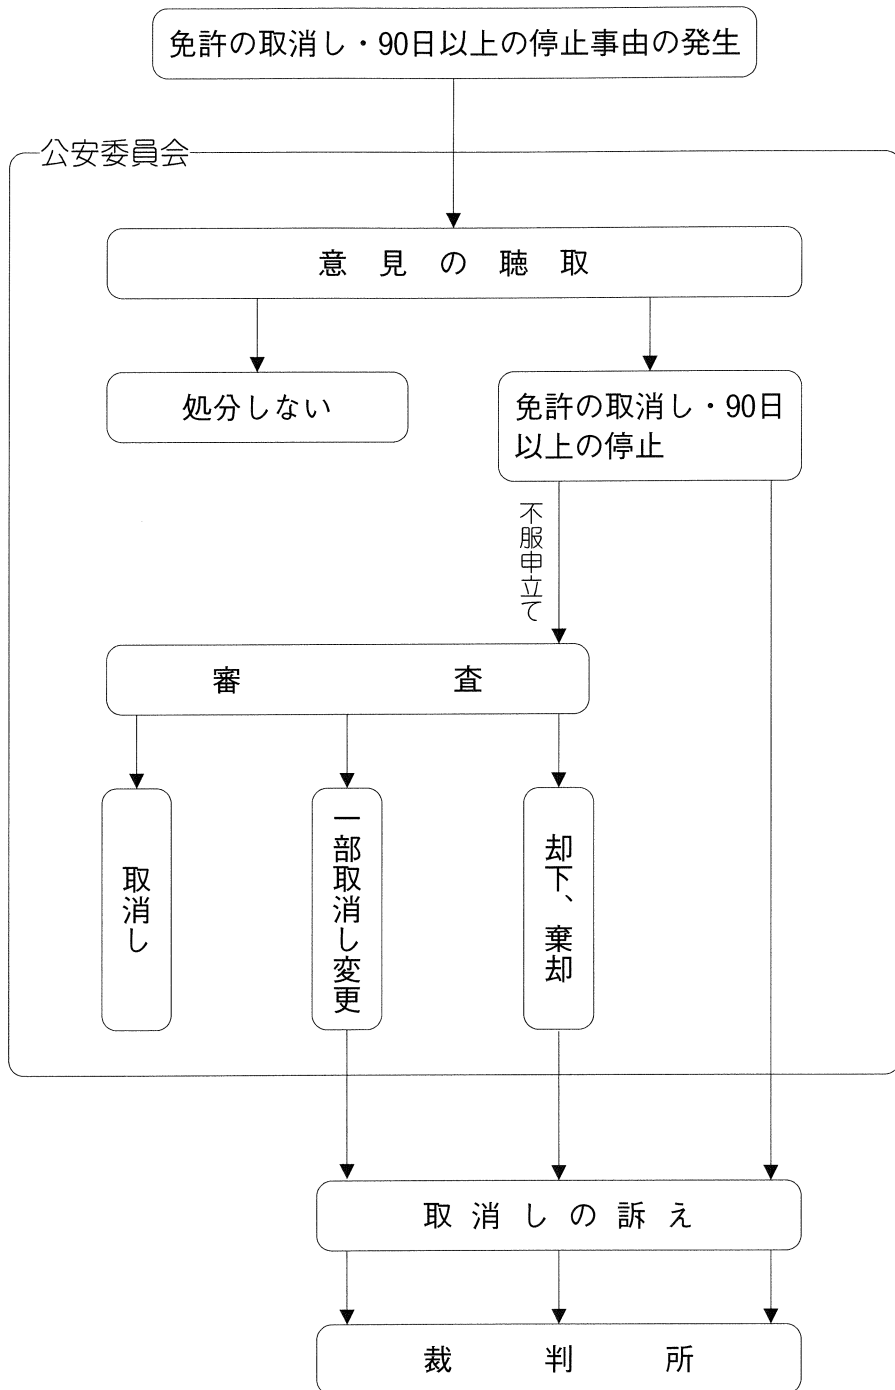 免許の取消し・90日以上の停止事由の発生
公安委員会
意見の聴取
処分しない
免許の取消し・90日
以上の停止
不服申立て
審査
取消し
一部取消し変更
却下、棄却
取消しの訴え
裁判所